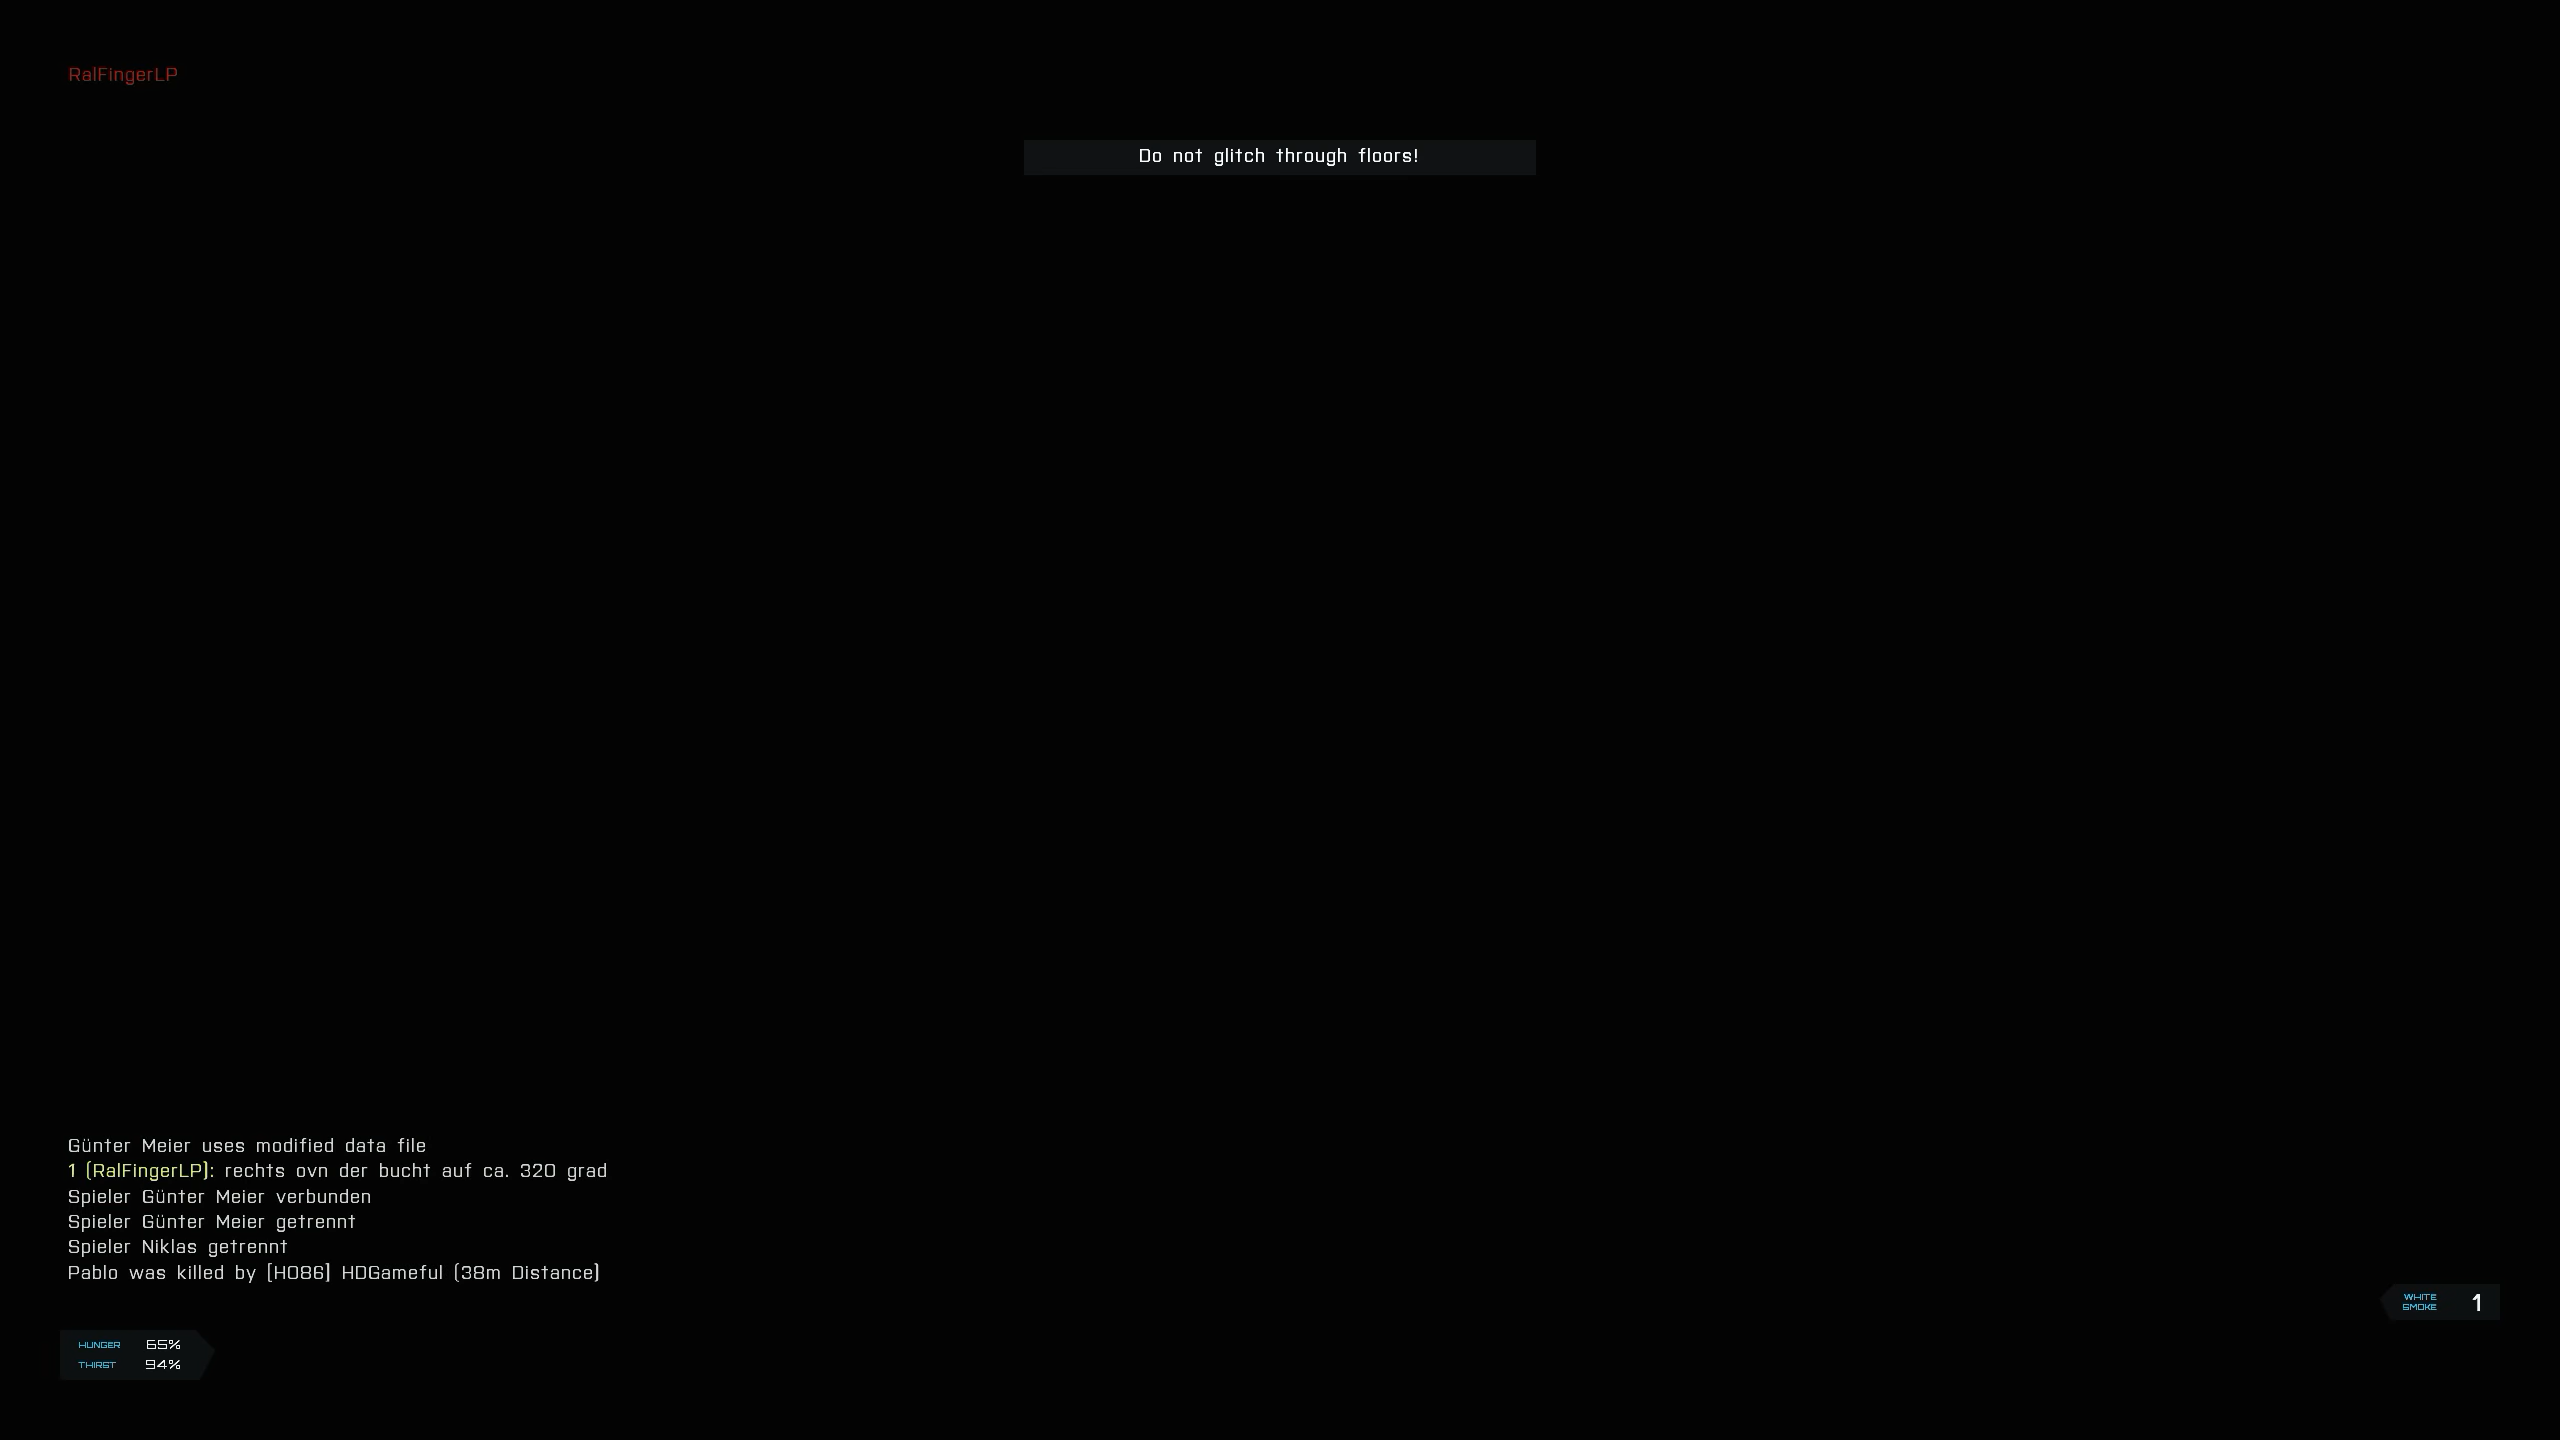 RalFingerLP
Do not glitch through floors!
Günter Meier uses modified data file
1 (RalFingerLP): rechts ovn der bucht auf ca. 320 grad
Spieler Günter Meier verbunden
Spieler Günter Meier getrennt
Spieler Niklas getrennt
Pablo was killed by [H086] HDGameful (38m Distance)
WHITE SMOKE 1
HUNGER 65%
THIRST 94%